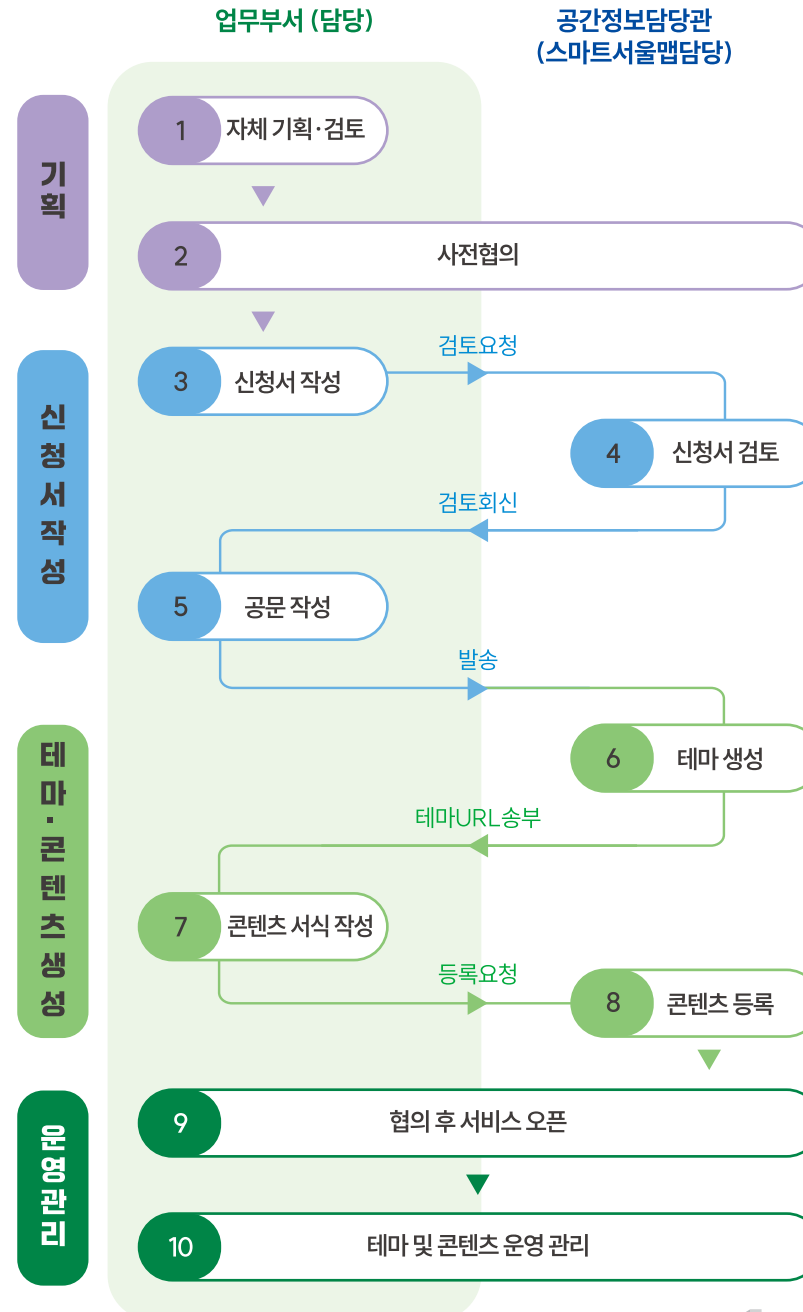 업무부서 (담당)
공간정보담당관
(스마트서울맵담당)
기획
1 자체 기획·검토
2 사전협의
신청서작성
3 신청서 작성
검토요청
4 신청서 검토
검토회신
5 공문 작성
발송
테마·콘텐츠생성
6 테마 생성
테마URL송부
7 콘텐츠 서식 작성
등록요청
8 콘텐츠 등록
운영관리
9 협의 후 서비스 오픈
10 테마 및 콘텐츠 운영 관리